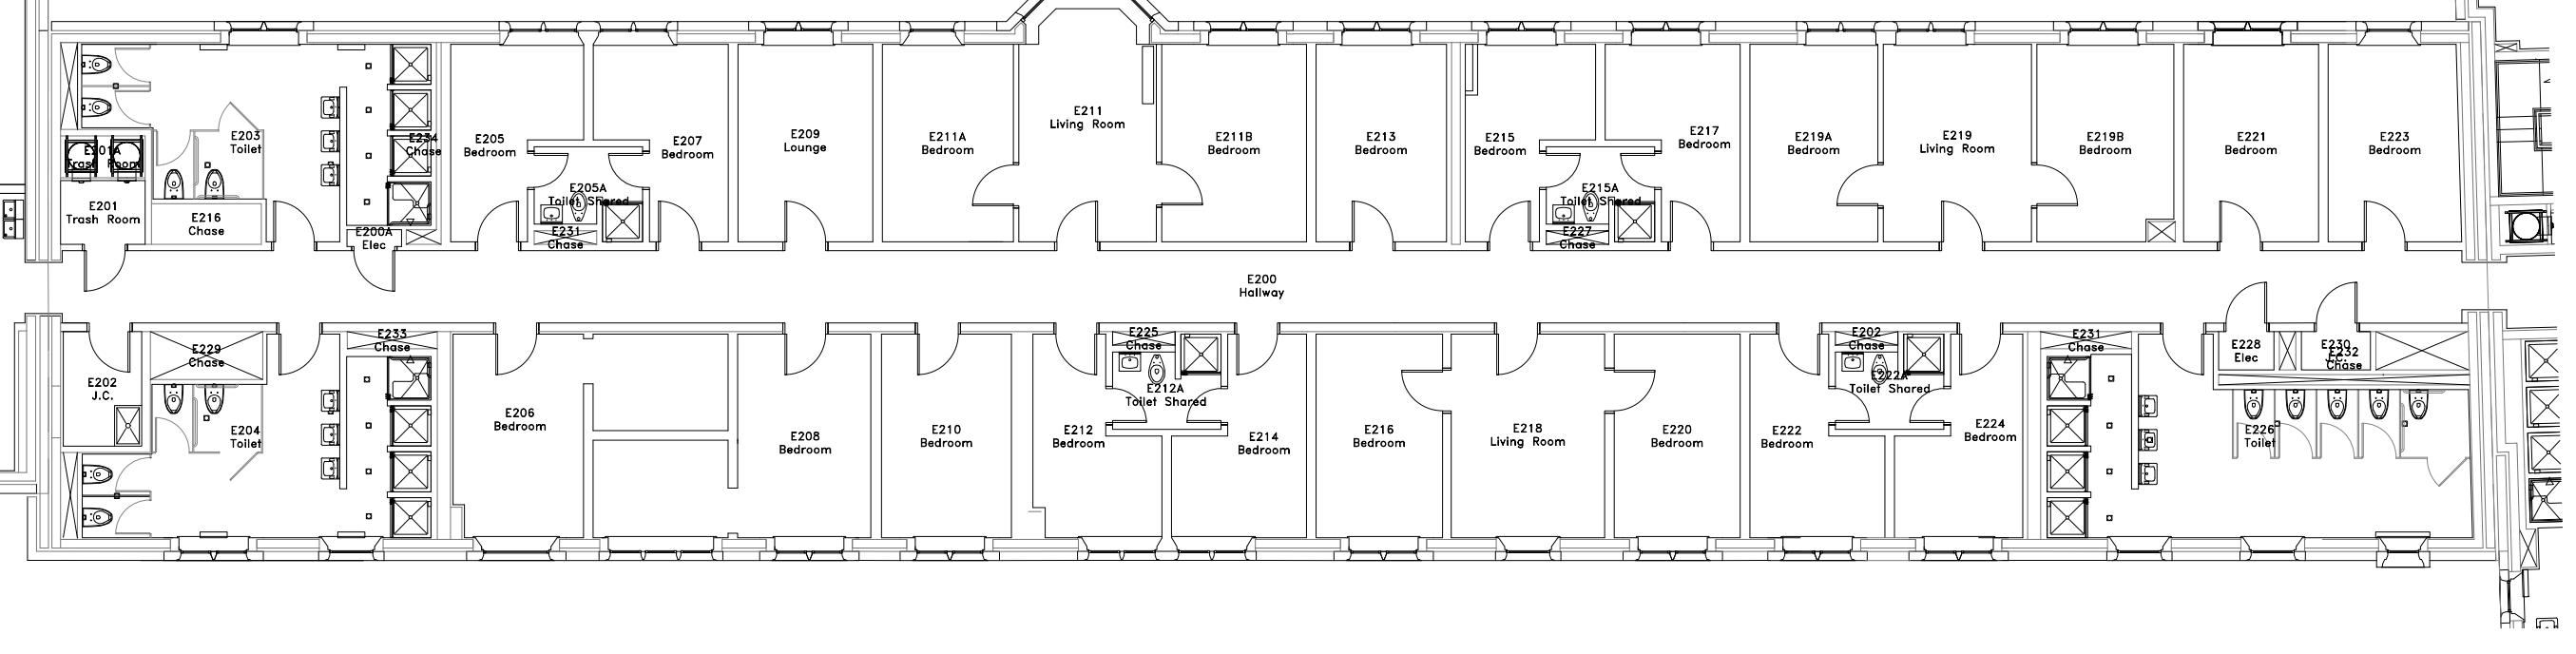 E203
Toilet
E234
Chase
E201A
Trash Room
E201
Trash Room
E216
Chase
E200A
Elec
E205
Bedroom
E205A
Toilet Shared
E231
Chase
E207
Bedroom
E209
Lounge
E211A
Bedroom
E211
Living Room
E211B
Bedroom
E213
Bedroom
E215
Bedroom
E215A
Toilet Shared
E227
Chase
E217
Bedroom
E219A
Bedroom
E219
Living Room
E219B
Bedroom
E221
Bedroom
E223
Bedroom
E200
Hallway
E202
J.C.
E229
Chase
E204
Toilet
E233
Chase
E206
Bedroom
E208
Bedroom
E210
Bedroom
E212
Bedroom
E225
Chase
E212A
Toilet Shared
E214
Bedroom
E216
Bedroom
E218
Living Room
E220
Bedroom
E222
Bedroom
E202
Chase
E222A
Toilet Shared
E224
Bedroom
E231
Chase
E228
Elec
E230
J.C.
E232
Chase
E226
Toilet